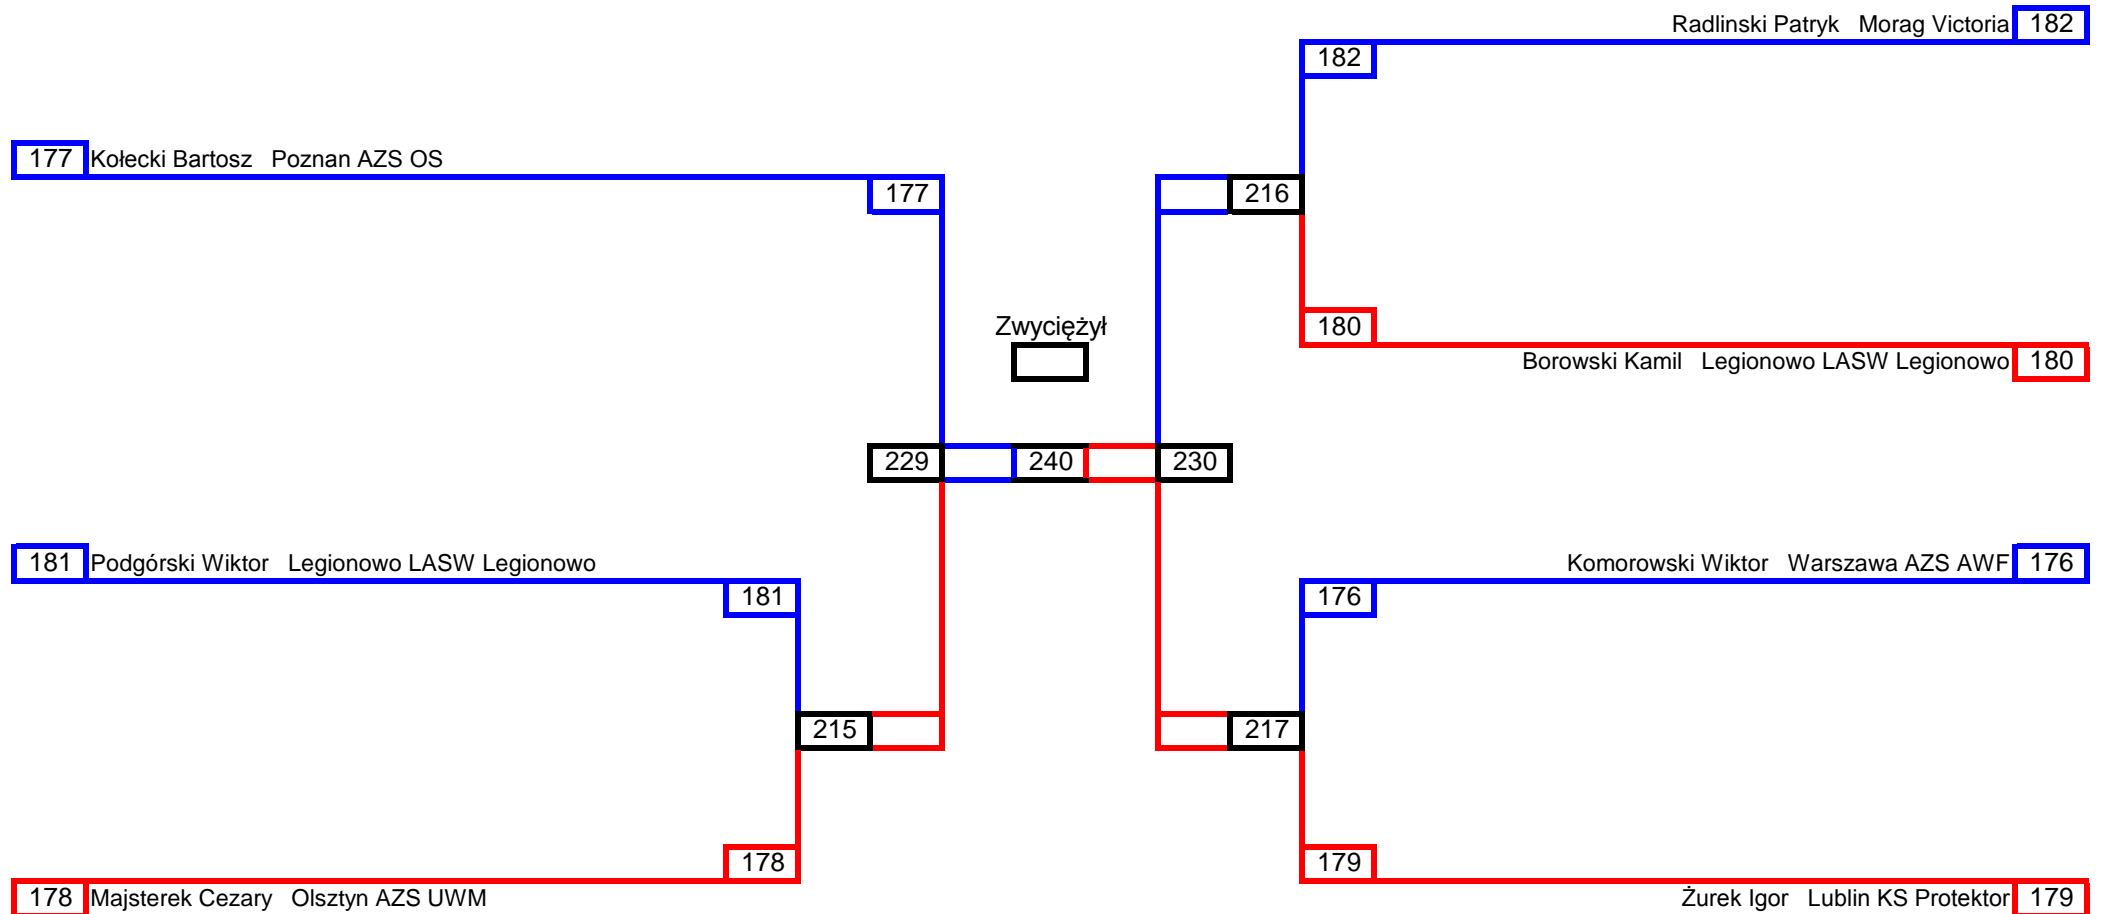 Radlinski Patryk Morag Victoria 182
182
177 Kołecki Bartosz Poznan AZS OS
177
216
Zwyciężył
180
Borowski Kamil Legionowo LASW Legionowo 180
229
240
230
181 Podgórski Wiktor Legionowo LASW Legionowo
Komorowski Wiktor Warszawa AZS AWF 176
181
176
215
217
178
179
178 Majsterek Cezary Olsztyn AZS UWM
Żurek Igor Lublin KS Protektor 179